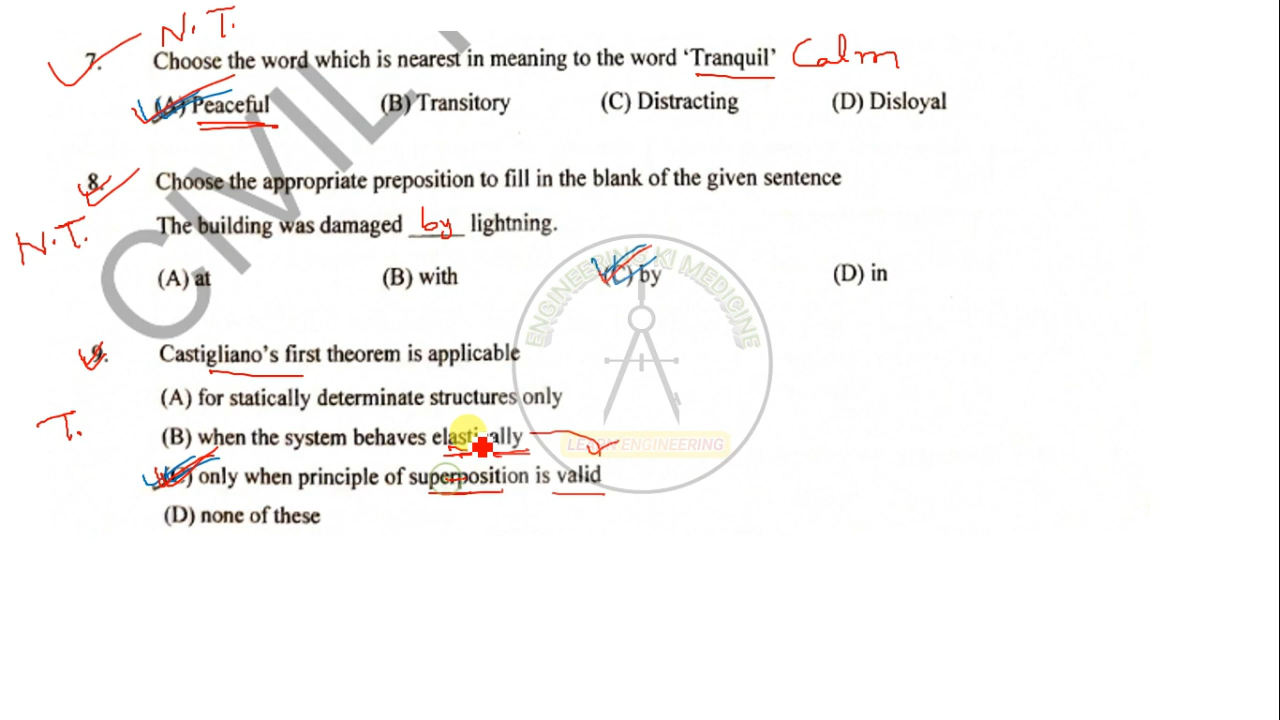 N.T.
7. Choose the word which is nearest in meaning to the word ‘Tranquil’ Calm
(A) Peaceful (B) Transitory (C) Distracting (D) Disloyal
8. Choose the appropriate preposition to fill in the blank of the given sentence
N.T. The building was damaged by lightning.
(A) at (B) with (C) by (D) in
9. Castigliano’s first theorem is applicable
(A) for statically determinate structures only
T. (B) when the system behaves elastically
(C) only when principle of superposition is valid
(D) none of these
CIVIL
ENGINEERING KI MEDICINE
LEARN ENGINEERING